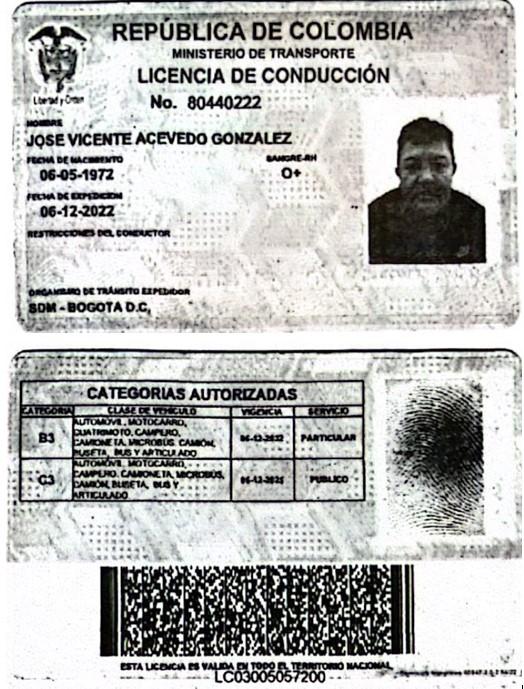 REPÚBLICA DE COLOMBIA
MINISTERIO DE TRANSPORTE
LICENCIA DE CONDUCCIÓN
Libertad y Orden
No. 80440222
NOMBRE
JOSE VICENTE ACEVEDO GONZALEZ
FECHA DE NACIMIENTO SANGRE-RH
06-05-1972 O+
FECHA DE EXPEDICION
06-12-2022
RESTRICCIONES DEL CONDUCTOR
ORGANISMO DE TRÁNSITO EXPEDIDOR
SDM - BOGOTA D.C,
CATEGORIAS AUTORIZADAS
CATEGORIA CLASE DE VEHICULO VIGENCIA SERVICIO
B3 AUTOMÓVIL, MOTOCARRO, 06-12-2032 PARTICULAR
CUATRIMOTO, CAMPERO,
CAMIONETA, MICROBUS, CAMIÓN,
BUSETA, BUS Y ARTICULADO
C3 AUTOMÓVIL, MOTOCARRO, 06-12-2025 PUBLICO
CAMPERO, CAMIONETA, MICROBUS,
CAMIÓN, BUSETA, BUS Y
ARTICULADO
ESTA LICENCIA ES VALIDA EN TODO EL TERRITORIO NACIONAL
LC03005057200